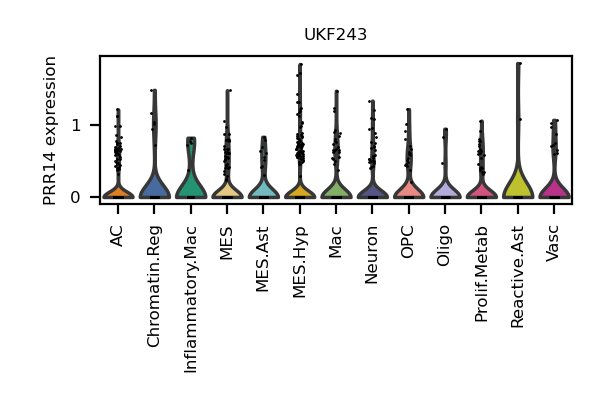 UKF243
PRR14 expression
1
0
AC
Chromatin.Reg
Inflammatory.Mac
MES
MES.Ast
MES.Hyp
Mac
Neuron
OPC
Oligo
Prolif.Metab
Reactive.Ast
Vasc